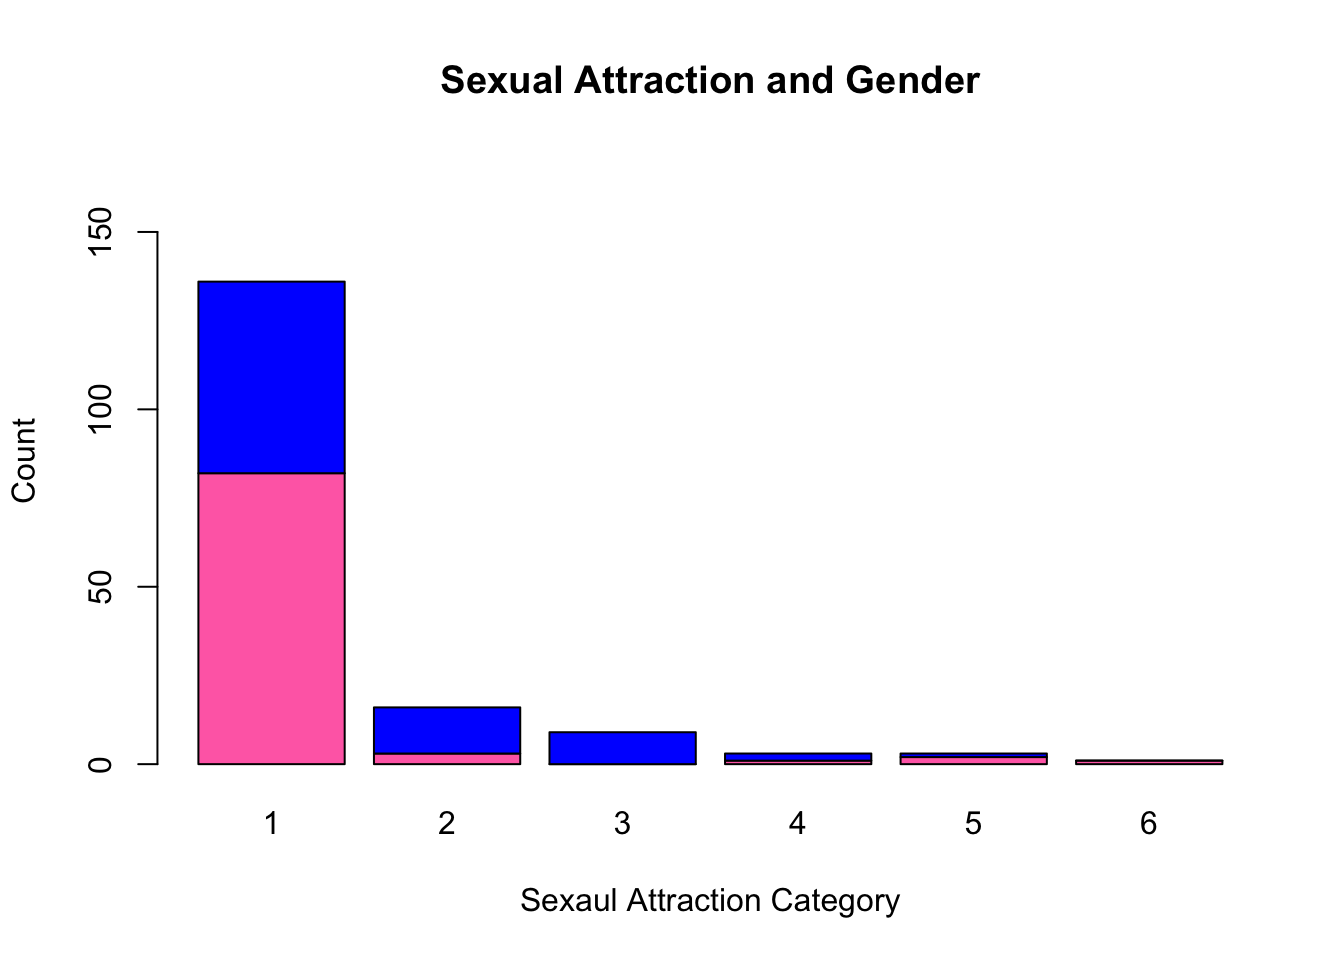 Sexual Attraction and Gender
150
100
50
0
Count
1 2 3 4 5 6
Sexaul Attraction Category